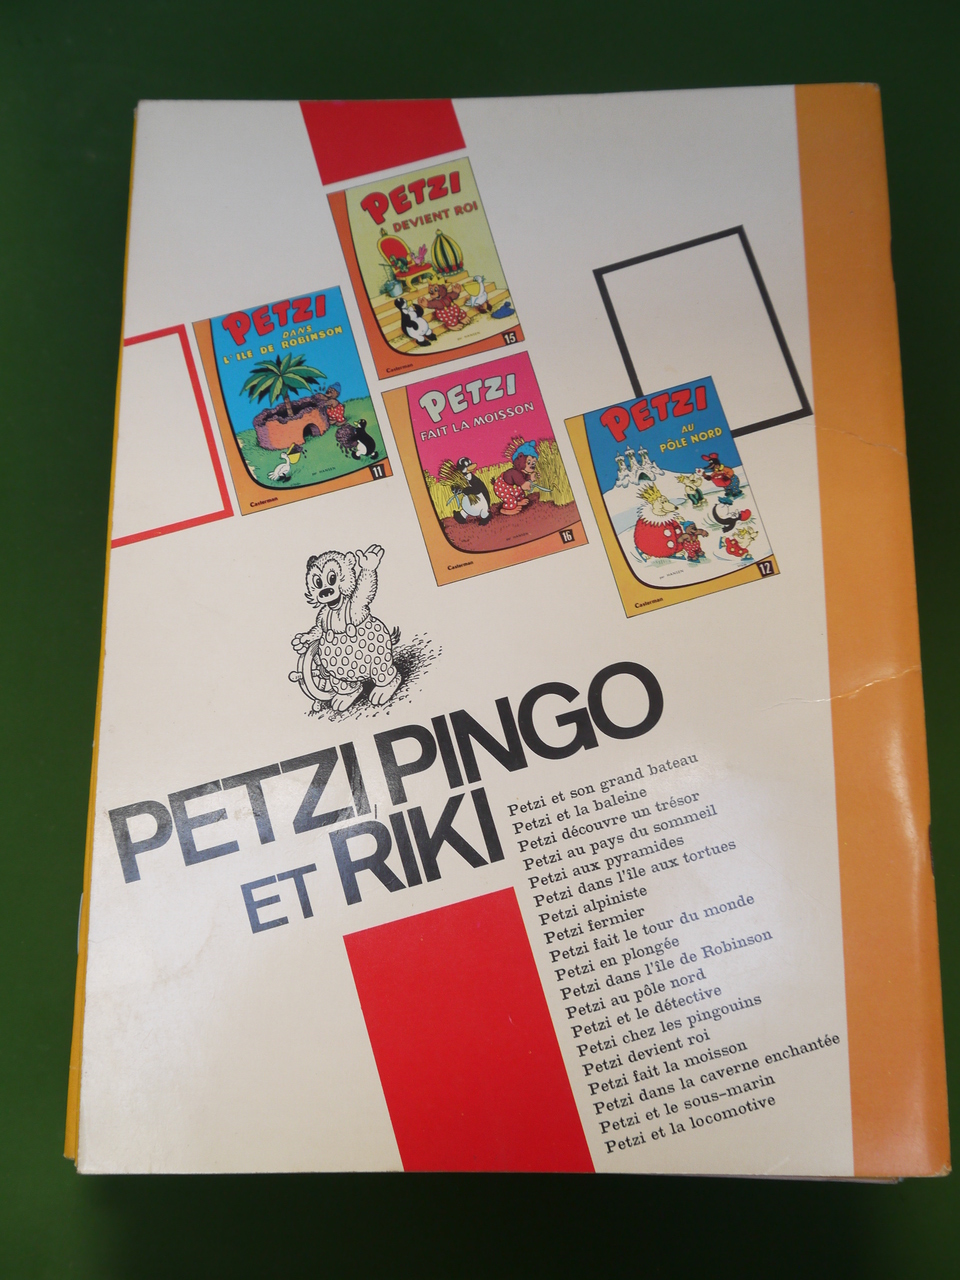 PETZI
DEVIENT ROI
Casterman
15
PETZI
DANS
L'ILE DE ROBINSON
Casterman
11
PETZI
FAIT LA MOISSON
Casterman
16
PETZI
AU
PÔLE NORD
Casterman
12
PETZI, PINGO
ET RIKI
Petzi et son grand bateau
Petzi et la baleine
Petzi découvre un trésor
Petzi au pays du sommeil
Petzi aux pyramides
Petzi dans l'île aux tortues
Petzi alpiniste
Petzi fermier
Petzi fait le tour du monde
Petzi en plongée
Petzi dans l'île de Robinson
Petzi au pôle nord
Petzi et le détective
Petzi chez les pingouins
Petzi devient roi
Petzi fait la moisson
Petzi dans la caverne enchantée
Petzi et le sous-marin
Petzi et la locomotive